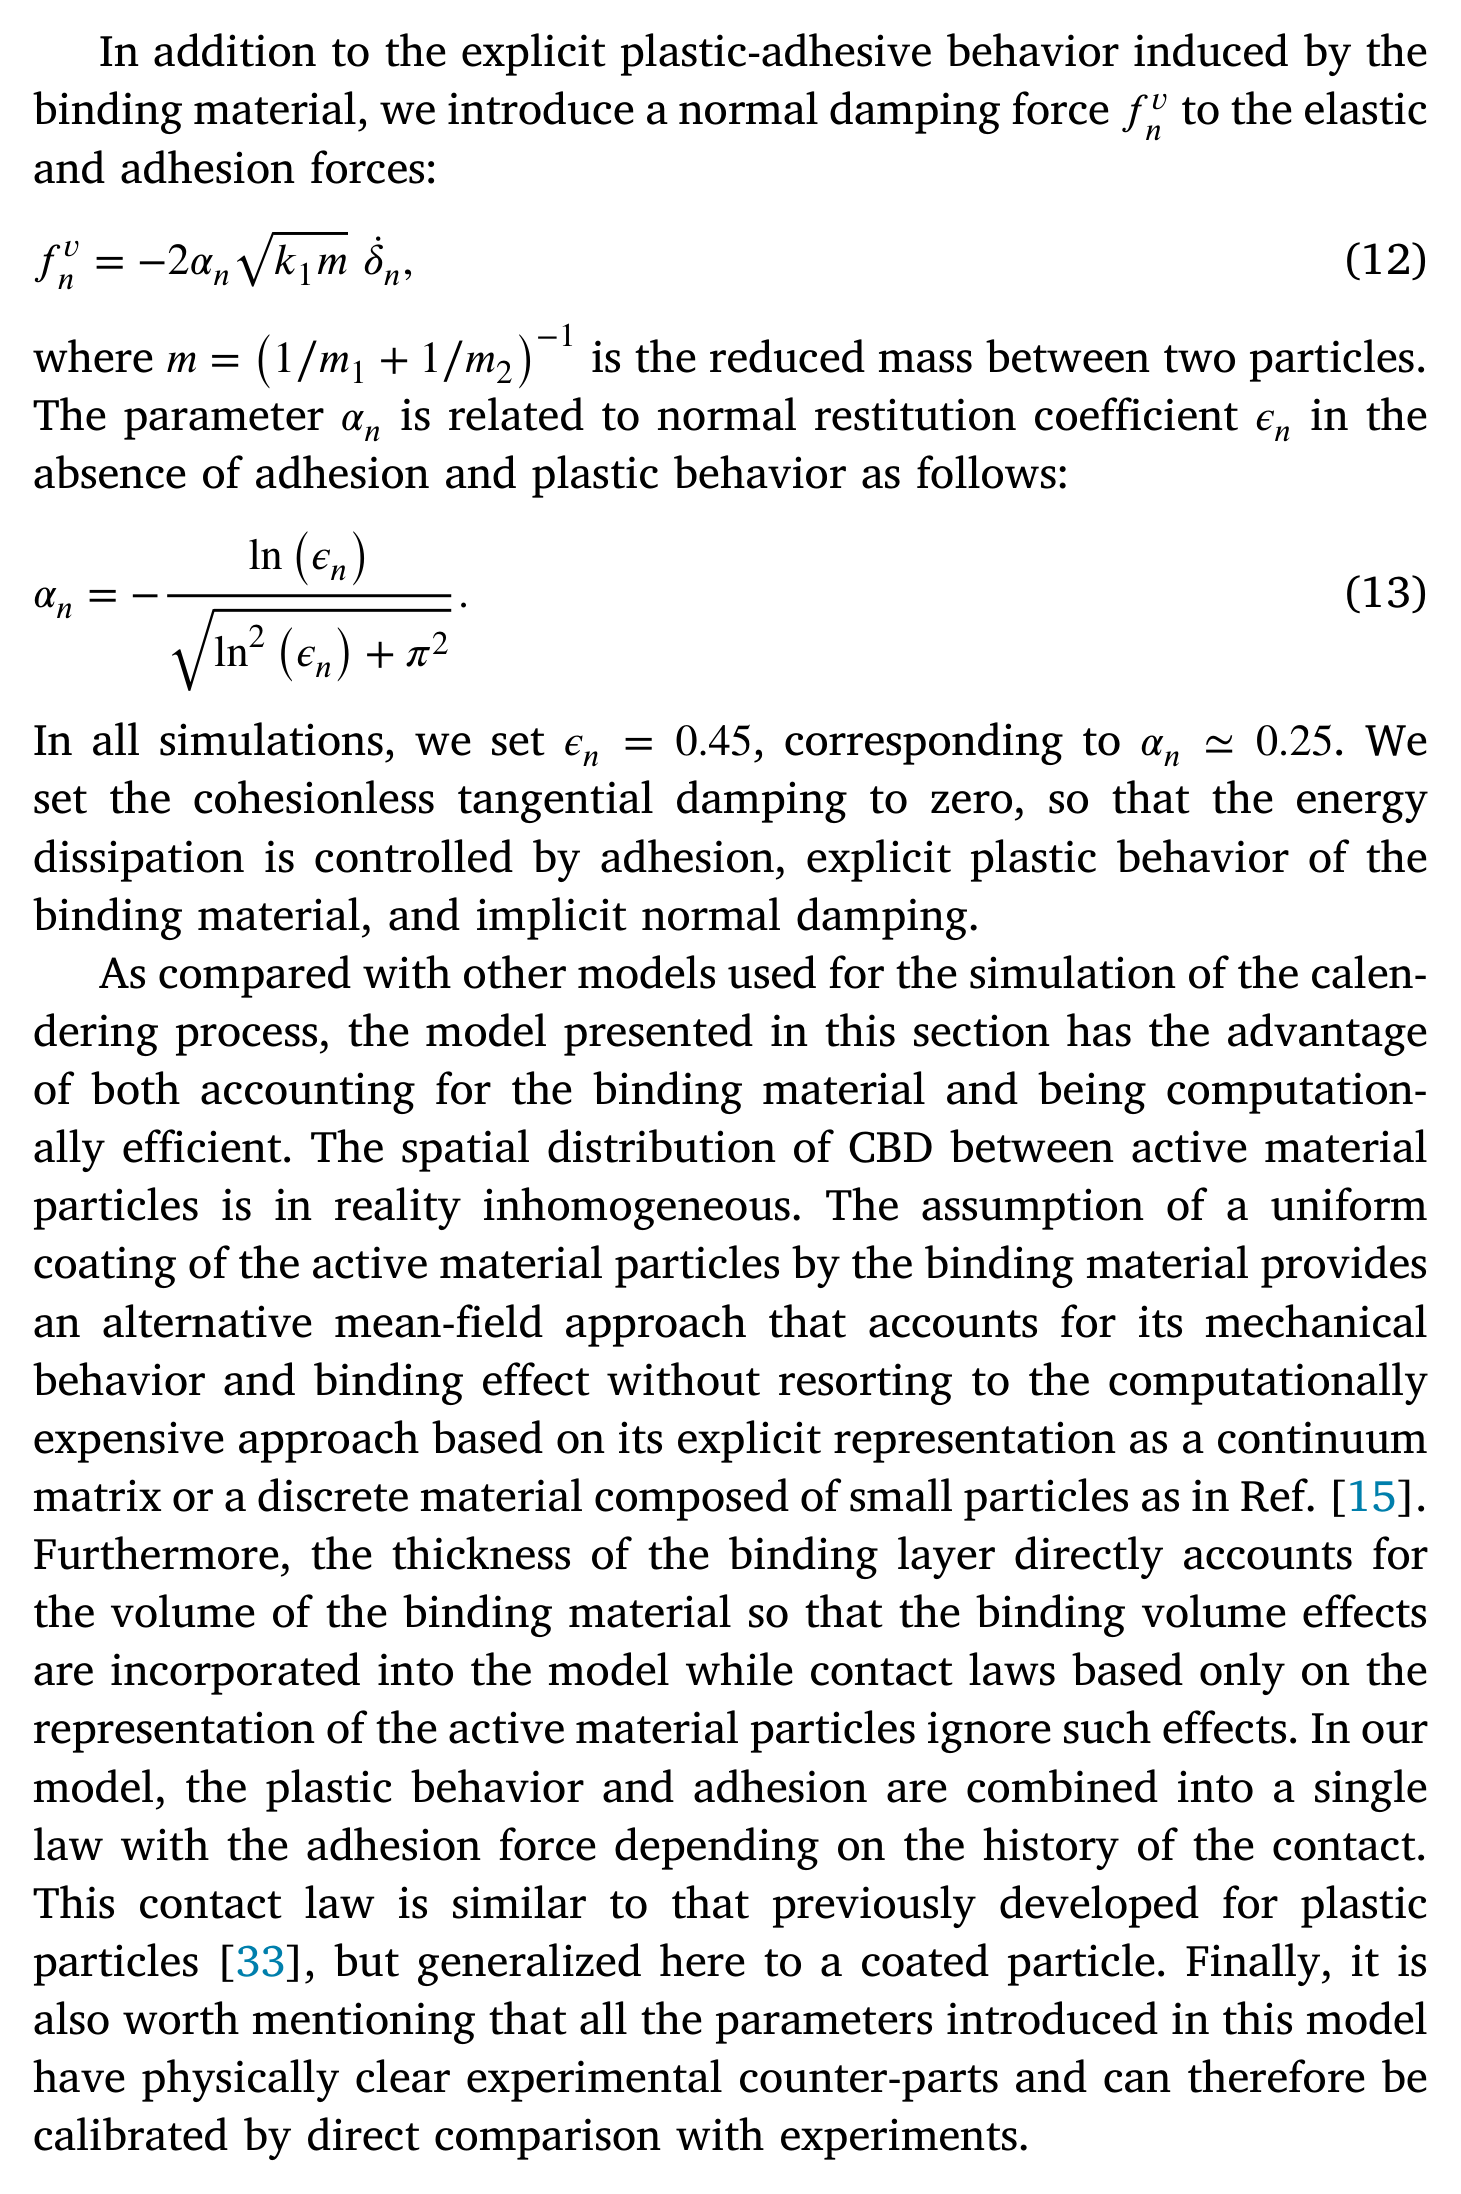 In addition to the explicit plastic-adhesive behavior induced by the
binding material, we introduce a normal damping force f_n^v to the elastic
and adhesion forces:
f_n^v = −2α_n √(k_1 m) δ̇_n, (12)
where m = (1/m_1 + 1/m_2)^−1 is the reduced mass between two particles.
The parameter α_n is related to normal restitution coefficient ϵ_n in the
absence of adhesion and plastic behavior as follows:
α_n = − ln (ϵ_n) / √(ln^2 (ϵ_n) + π^2). (13)
In all simulations, we set ϵ_n = 0.45, corresponding to α_n ≃ 0.25. We
set the cohesionless tangential damping to zero, so that the energy
dissipation is controlled by adhesion, explicit plastic behavior of the
binding material, and implicit normal damping.
As compared with other models used for the simulation of the calen-
dering process, the model presented in this section has the advantage
of both accounting for the binding material and being computation-
ally efficient. The spatial distribution of CBD between active material
particles is in reality inhomogeneous. The assumption of a uniform
coating of the active material particles by the binding material provides
an alternative mean-field approach that accounts for its mechanical
behavior and binding effect without resorting to the computationally
expensive approach based on its explicit representation as a continuum
matrix or a discrete material composed of small particles as in Ref. [15].
Furthermore, the thickness of the binding layer directly accounts for
the volume of the binding material so that the binding volume effects
are incorporated into the model while contact laws based only on the
representation of the active material particles ignore such effects. In our
model, the plastic behavior and adhesion are combined into a single
law with the adhesion force depending on the history of the contact.
This contact law is similar to that previously developed for plastic
particles [33], but generalized here to a coated particle. Finally, it is
also worth mentioning that all the parameters introduced in this model
have physically clear experimental counter-parts and can therefore be
calibrated by direct comparison with experiments.